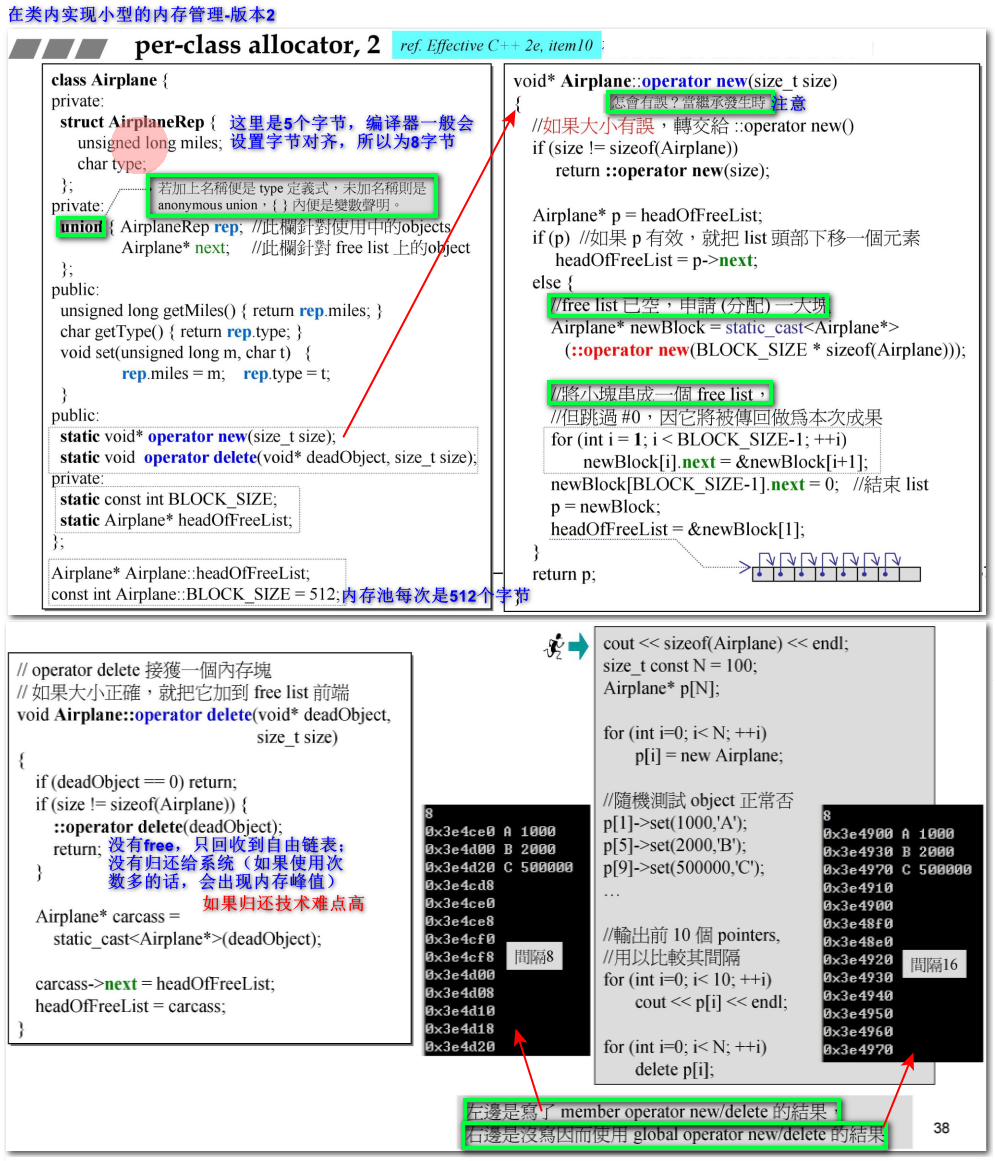 在类内实现小型的内存管理-版本2
per-class allocator, 2
ref. Effective C++ 2e, item10
class Airplane {
private:
struct AirplaneRep {
unsigned long miles;
char type;
};
这里是5个字节，编译器一般会
设置字节对齐，所以为8字节
private:
若加上名稱便是 type 定義式，未加名稱則是
anonymous union，{ } 內便是變數聲明。
union { AirplaneRep rep; //此欄針對使用中的objects
Airplane* next; //此欄針對 free list 上的object
};
public:
unsigned long getMiles() { return rep.miles; }
char getType() { return rep.type; }
void set(unsigned long m, char t) {
rep.miles = m; rep.type = t;
}
public:
static void* operator new(size_t size);
static void operator delete(void* deadObject, size_t size);
private:
static const int BLOCK_SIZE;
static Airplane* headOfFreeList;
};
Airplane* Airplane::headOfFreeList;
const int Airplane::BLOCK_SIZE = 512;
内存池每次是512个字节
void* Airplane::operator new(size_t size)
{
怎會有誤？當繼承發生時
注意
//如果大小有誤，轉交給 ::operator new()
if (size != sizeof(Airplane))
return ::operator new(size);
Airplane* p = headOfFreeList;
if (p) //如果 p 有效，就把 list 頭部下移一個元素
headOfFreeList = p->next;
else {
//free list 已空，申請 (分配) 一大塊
Airplane* newBlock = static_cast<Airplane*>
(::operator new(BLOCK_SIZE * sizeof(Airplane)));
//將小塊串成一個 free list，
//但跳過 #0，因它將被傳回做爲本次成果
for (int i = 1; i < BLOCK_SIZE-1; ++i)
newBlock[i].next = &newBlock[i+1];
newBlock[BLOCK_SIZE-1].next = 0; //結束 list
p = newBlock;
headOfFreeList = &newBlock[1];
}
return p;
}
// operator delete 接獲一個內存塊
// 如果大小正確，就把它加到 free list 前端
void Airplane::operator delete(void* deadObject,
size_t size)
{
if (deadObject == 0) return;
if (size != sizeof(Airplane)) {
::operator delete(deadObject);
return;
}
没有free，只回收到自由链表；
没有归还给系统（如果使用次
数多的话，会出现内存峰值）
如果归还技术难点高
Airplane* carcass =
static_cast<Airplane*>(deadObject);
carcass->next = headOfFreeList;
headOfFreeList = carcass;
}
8
0x3e4ce0 A 1000
0x3e4d00 B 2000
0x3e4d20 C 500000
0x3e4cd8
0x3e4ce0
0x3e4ce8
0x3e4cf0
0x3e4cf8
0x3e4d00
0x3e4d08
0x3e4d10
0x3e4d18
0x3e4d20
間隔8
cout << sizeof(Airplane) << endl;
size_t const N = 100;
Airplane* p[N];
for (int i=0; i< N; ++i)
p[i] = new Airplane;
//隨機測試 object 正常否
p[1]->set(1000,'A');
p[5]->set(2000,'B');
p[9]->set(500000,'C');
…
//輸出前 10 個 pointers,
//用以比較其間隔
for (int i=0; i< 10; ++i)
cout << p[i] << endl;
for (int i=0; i< N; ++i)
delete p[i];
8
0x3e4900 A 1000
0x3e4930 B 2000
0x3e4970 C 500000
0x3e4910
0x3e4900
0x3e48f0
0x3e48e0
0x3e4920
0x3e4930
0x3e4940
0x3e4950
0x3e4960
0x3e4970
間隔16
左邊是寫了 member operator new/delete 的結果，
右邊是沒寫因而使用 global operator new/delete 的結果
38